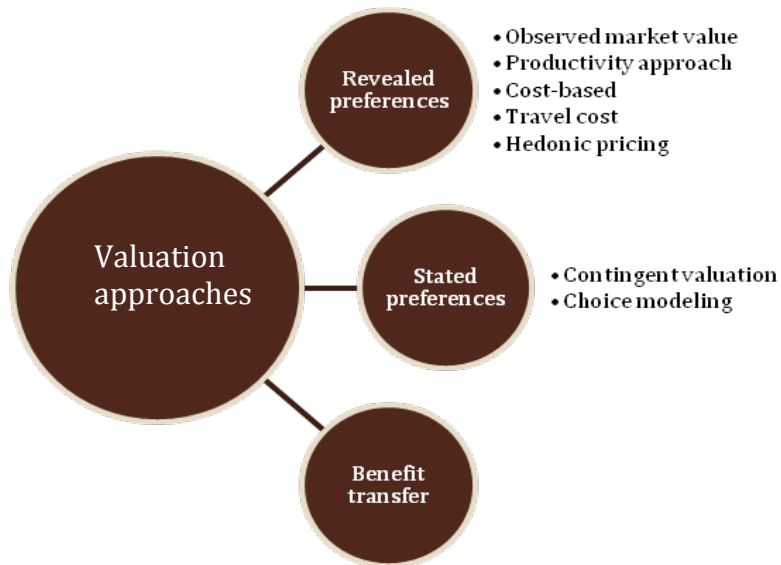 Valuation
approaches
Revealed
preferences
• Observed market value
• Productivity approach
• Cost-based
• Travel cost
• Hedonic pricing
Stated
preferences
• Contingent valuation
• Choice modeling
Benefit
transfer